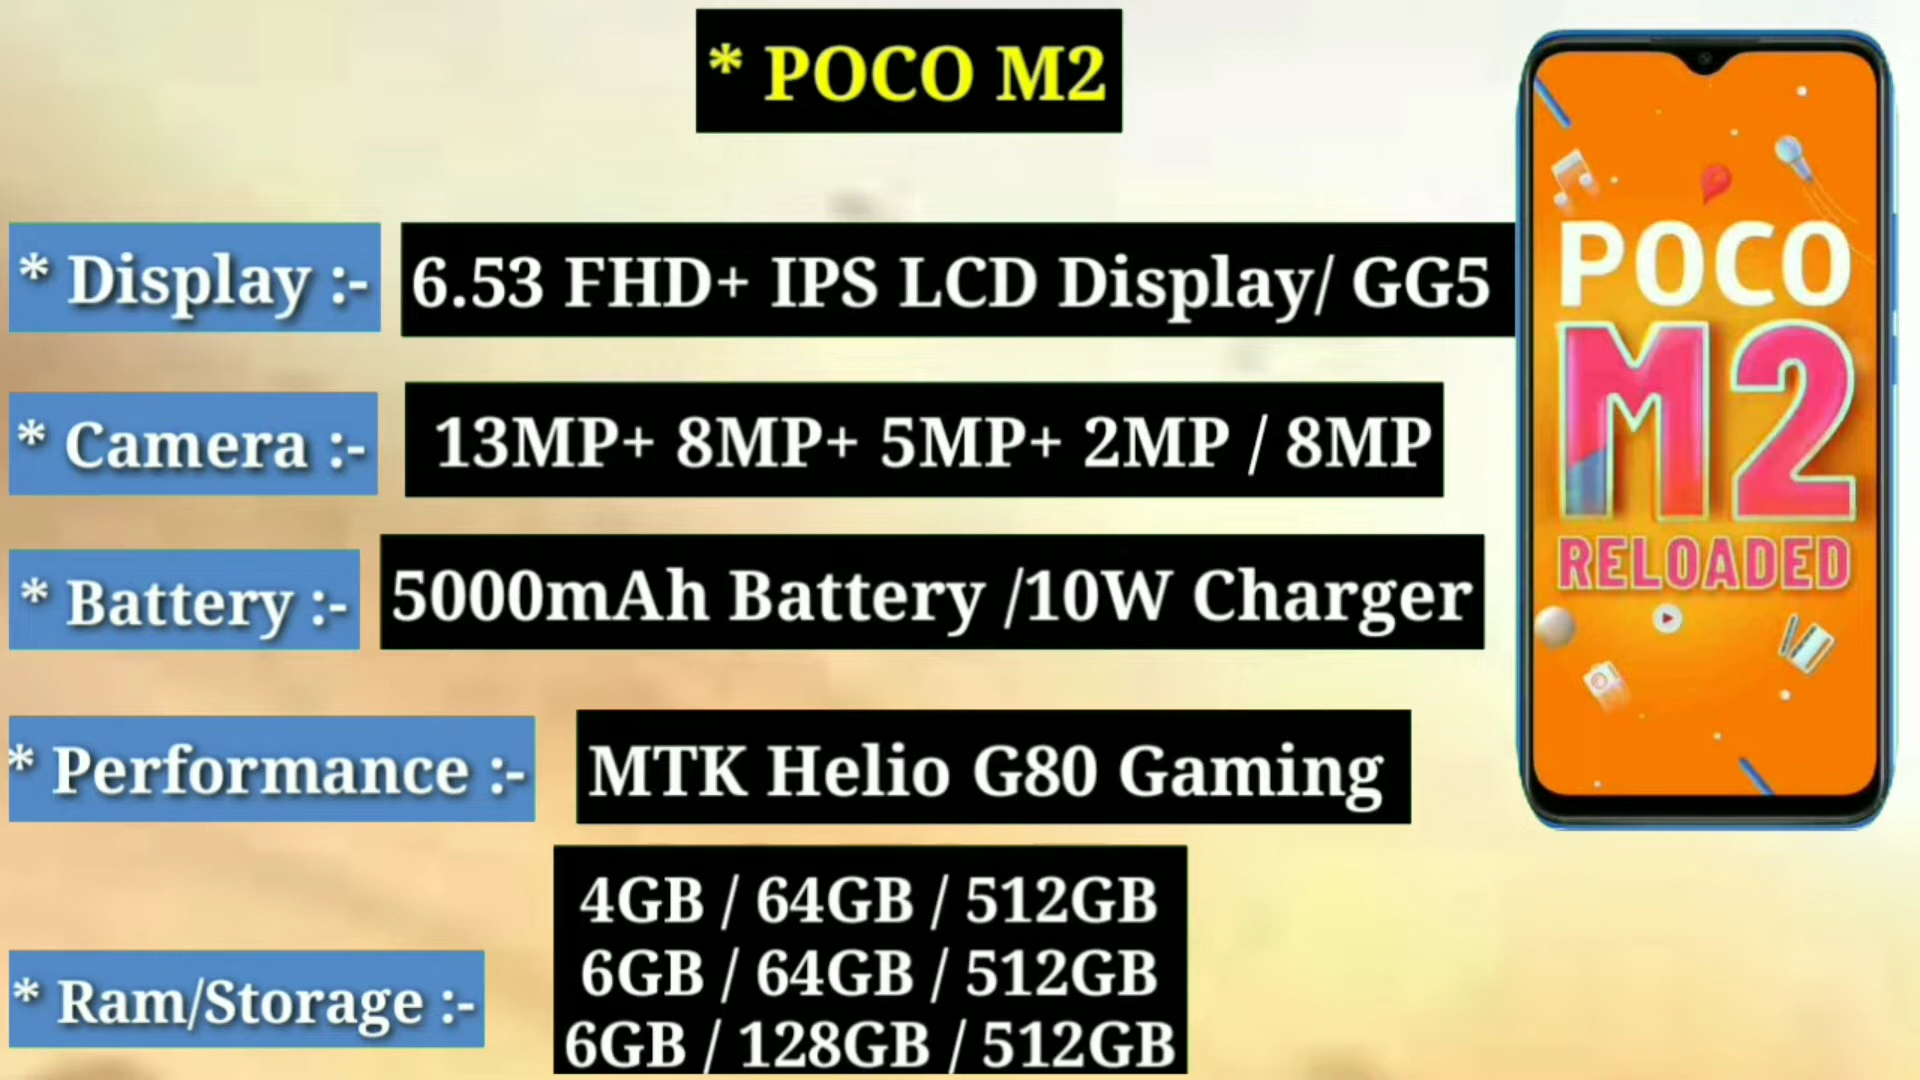 * POCO M2
* Display :- 6.53 FHD+ IPS LCD Display/ GG5
* Camera :- 13MP+ 8MP+ 5MP+ 2MP / 8MP
* Battery :- 5000mAh Battery /10W Charger
* Performance :- MTK Helio G80 Gaming
* Ram/Storage :-
4GB / 64GB / 512GB
6GB / 64GB / 512GB
6GB / 128GB / 512GB
POCO
M2
RELOADED